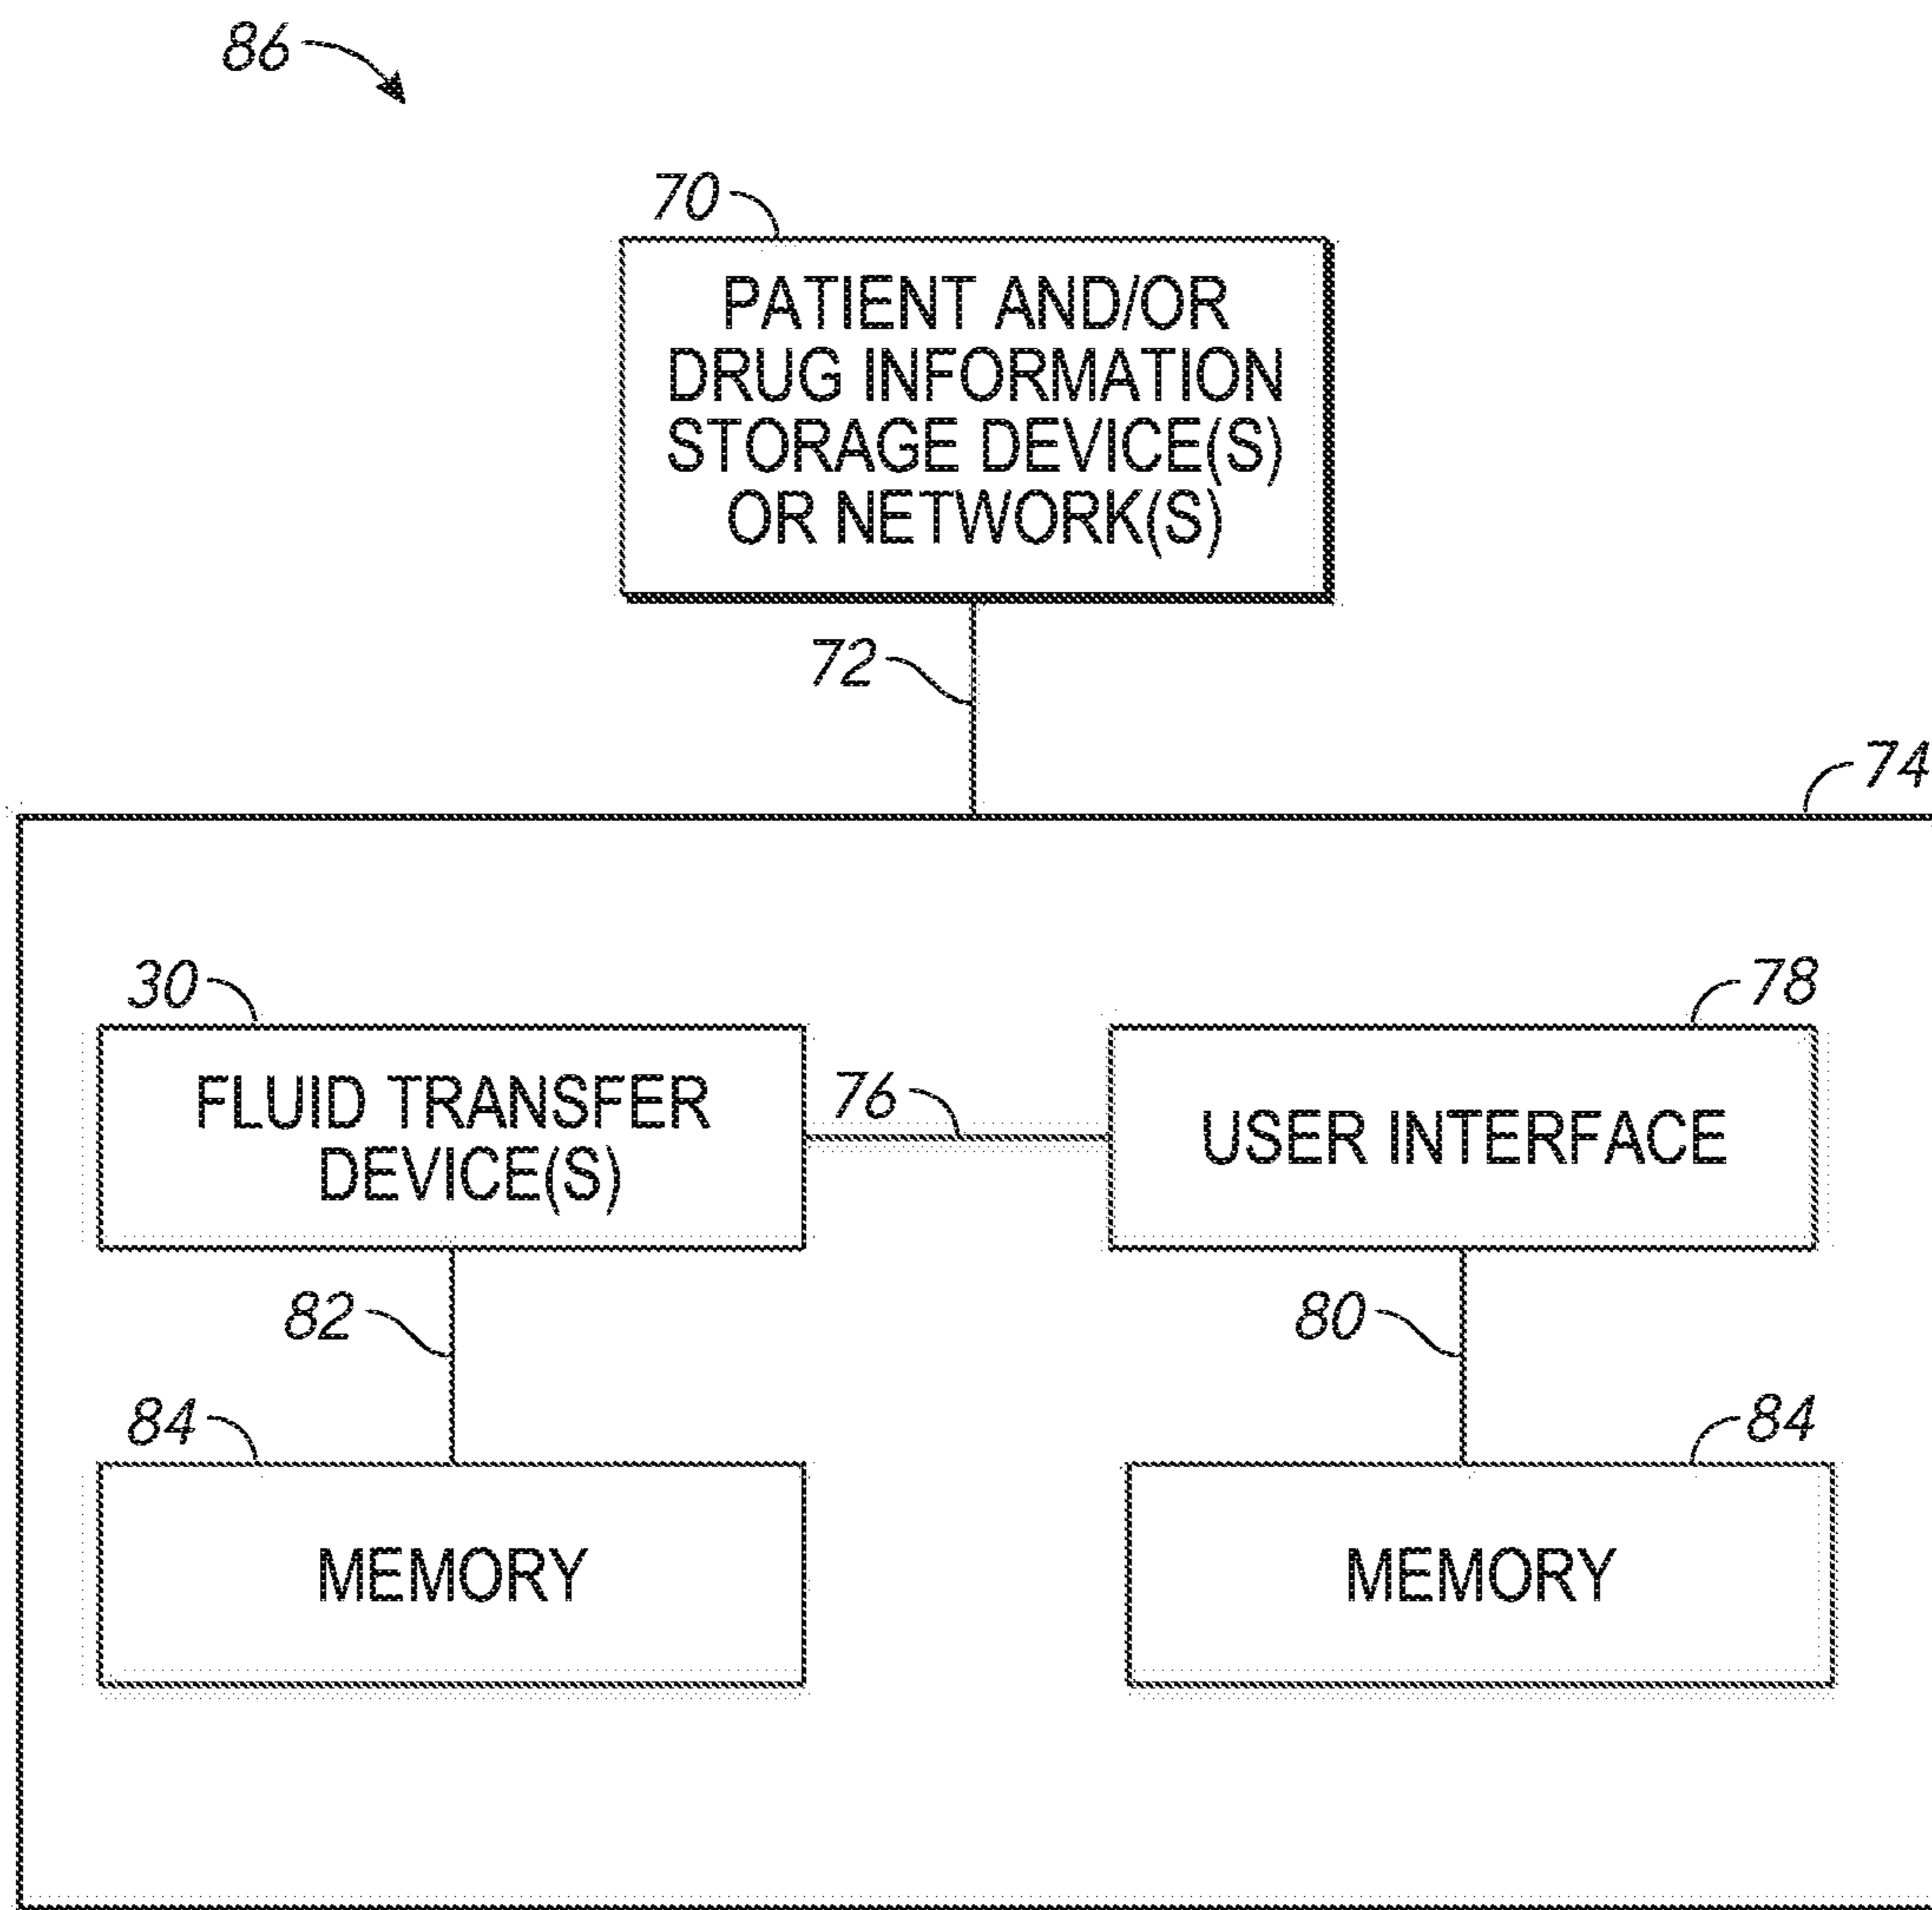 86
70
PATIENT AND/OR
DRUG INFORMATION
STORAGE DEVICE(S)
OR NETWORK(S)
72
74
30
78
FLUID TRANSFER
DEVICE(S)
76
USER INTERFACE
82
80
84
84
MEMORY
MEMORY